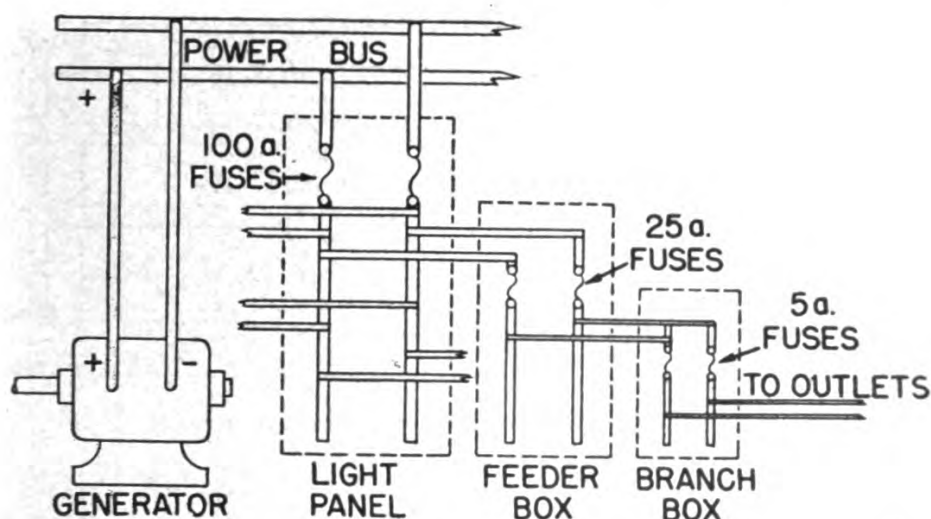 POWER BUS
+
100 a.
FUSES
25 a.
FUSES
5 a.
FUSES
+ -
TO OUTLETS
GENERATOR
LIGHT
PANEL
FEEDER
BOX
BRANCH
BOX